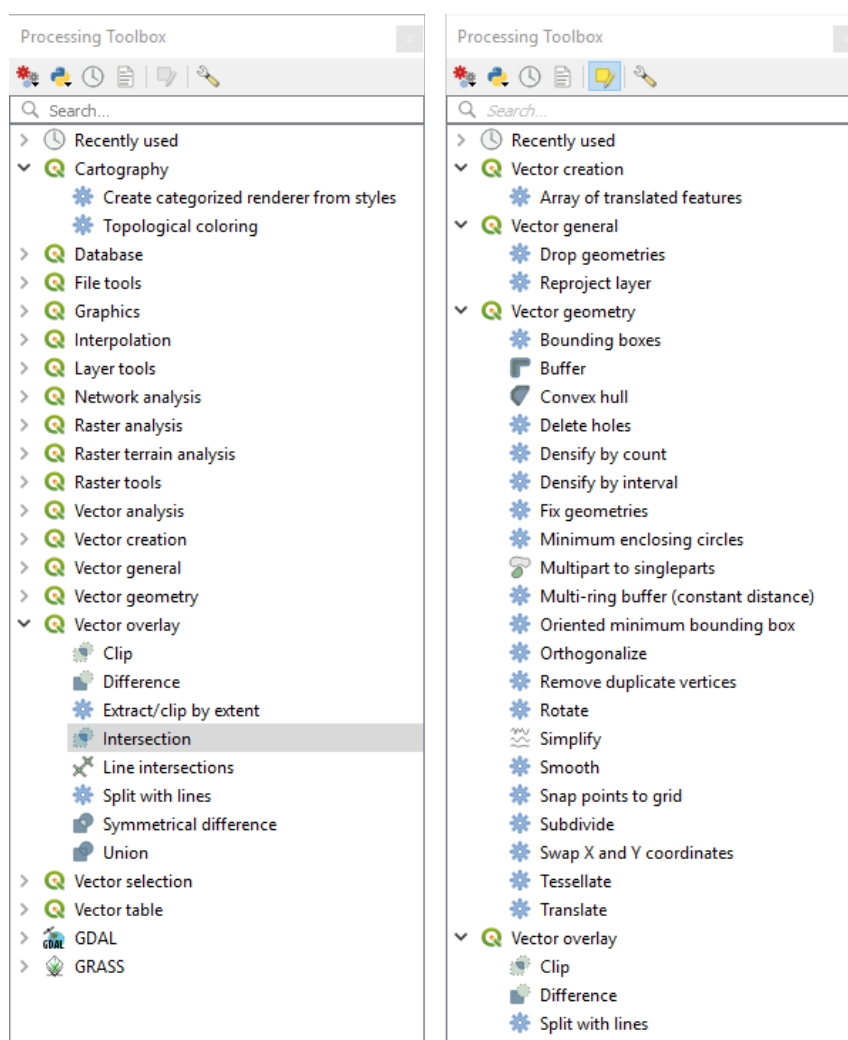 Processing Toolbox
Search...
Recently used
Cartography
Create categorized renderer from styles
Topological coloring
Database
File tools
Graphics
Interpolation
Layer tools
Network analysis
Raster analysis
Raster terrain analysis
Raster tools
Vector analysis
Vector creation
Vector general
Vector geometry
Vector overlay
Clip
Difference
Extract/clip by extent
Intersection
Line intersections
Split with lines
Symmetrical difference
Union
Vector selection
Vector table
GDAL
GDAL
GRASS
Processing Toolbox
Search...
Recently used
Vector creation
Array of translated features
Vector general
Drop geometries
Reproject layer
Vector geometry
Bounding boxes
Buffer
Convex hull
Delete holes
Densify by count
Densify by interval
Fix geometries
Minimum enclosing circles
Multipart to singleparts
Multi-ring buffer (constant distance)
Oriented minimum bounding box
Orthogonalize
Remove duplicate vertices
Rotate
Simplify
Smooth
Snap points to grid
Subdivide
Swap X and Y coordinates
Tessellate
Translate
Vector overlay
Clip
Difference
Split with lines